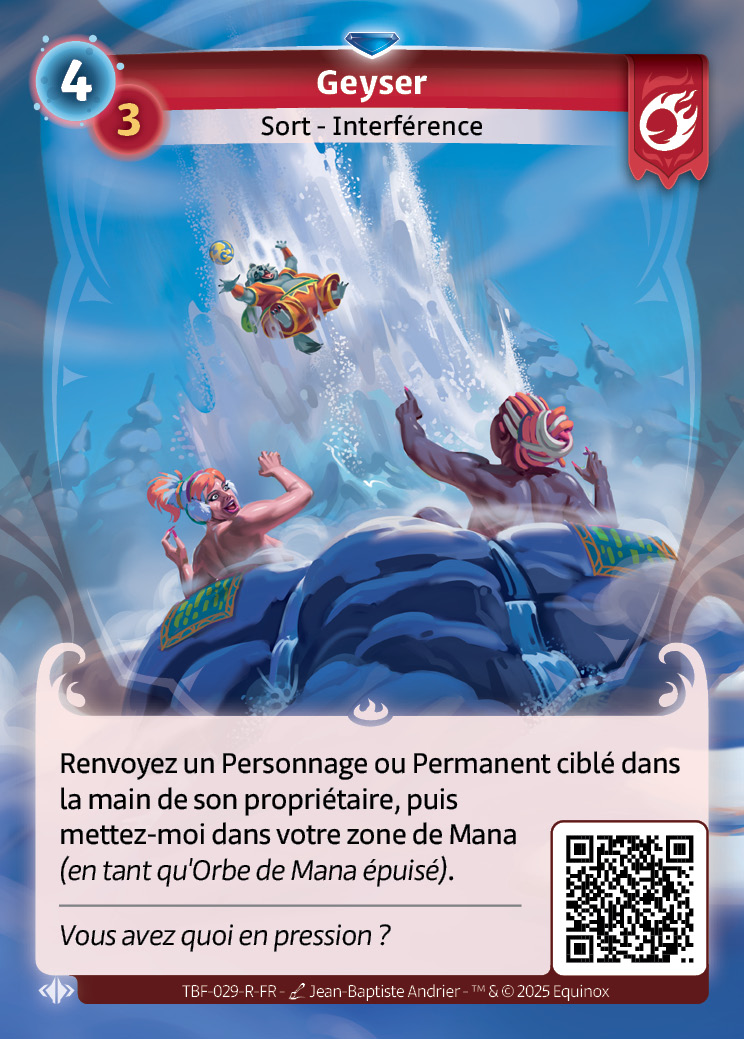 4
Geyser
3
Sort - Interférence
Renvoyez un Personnage ou Permanent ciblé dans
la main de son propriétaire, puis
mettez-moi dans votre zone de Mana
(en tant qu'Orbe de Mana épuisé).
Vous avez quoi en pression ?
TBF-029-R-FR - Jean-Baptiste Andrier - ™ & © 2025 Equinox